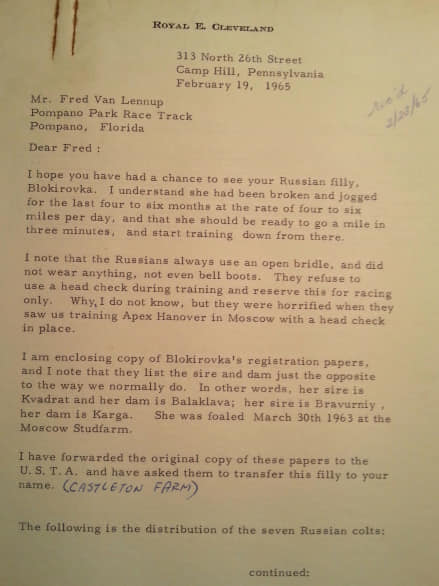 ROYAL E. CLEVELAND
313 North 26th Street
Camp Hill, Pennsylvania
February 19, 1965
rec'd
2/23/65
Mr. Fred Van Lennup
Pompano Park Race Track
Pompano, Florida
Dear Fred :
I hope you have had a chance to see your Russian filly,
Blokirovka. I understand she had been broken and jogged
for the last four to six months at the rate of four to six
miles per day, and that she should be ready to go a mile in
three minutes, and start training down from there.
I note that the Russians always use an open bridle, and did
not wear anything, not even bell boots. They refuse to
use a head check during training and reserve this for racing
only. Why, I do not know, but they were horrified when they
saw us training Apex Hanover in Moscow with a head check
in place.
I am enclosing copy of Blokirovka's registration papers,
and I note that they list the sire and dam just the opposite
to the way we normally do. In other words, her sire is
Kvadrat and her dam is Balaklava; her sire is Bravurniy ,
her dam is Karga. She was foaled March 30th 1963 at the
Moscow Studfarm.
I have forwarded the original copy of these papers to the
U. S. T. A. and have asked them to transfer this filly to your
name. (CASTLETON FARM)
The following is the distribution of the seven Russian colts:
continued: